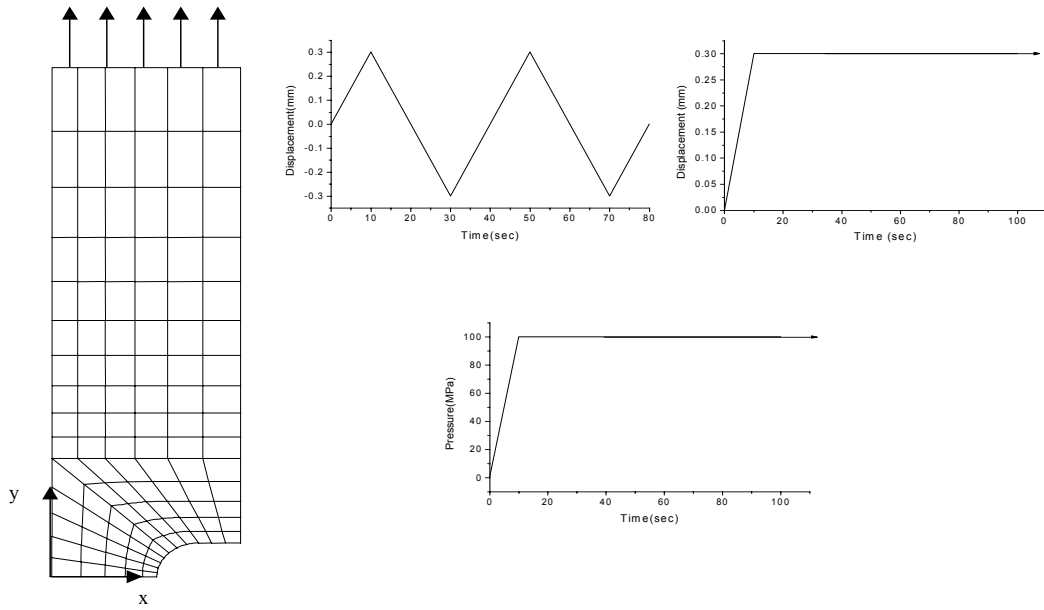 y
x
Displacement(mm)
0.3
0.2
0.1
0.0
-0.1
-0.2
-0.3
0 10 20 30 40 50 60 70 80
Time(sec)
Displacement (mm)
0.30
0.25
0.20
0.15
0.10
0.05
0.00
0 20 40 60 80 100
Time (sec)
Pressure(MPa)
100
80
60
40
20
0
0 20 40 60 80 100
Time(sec)